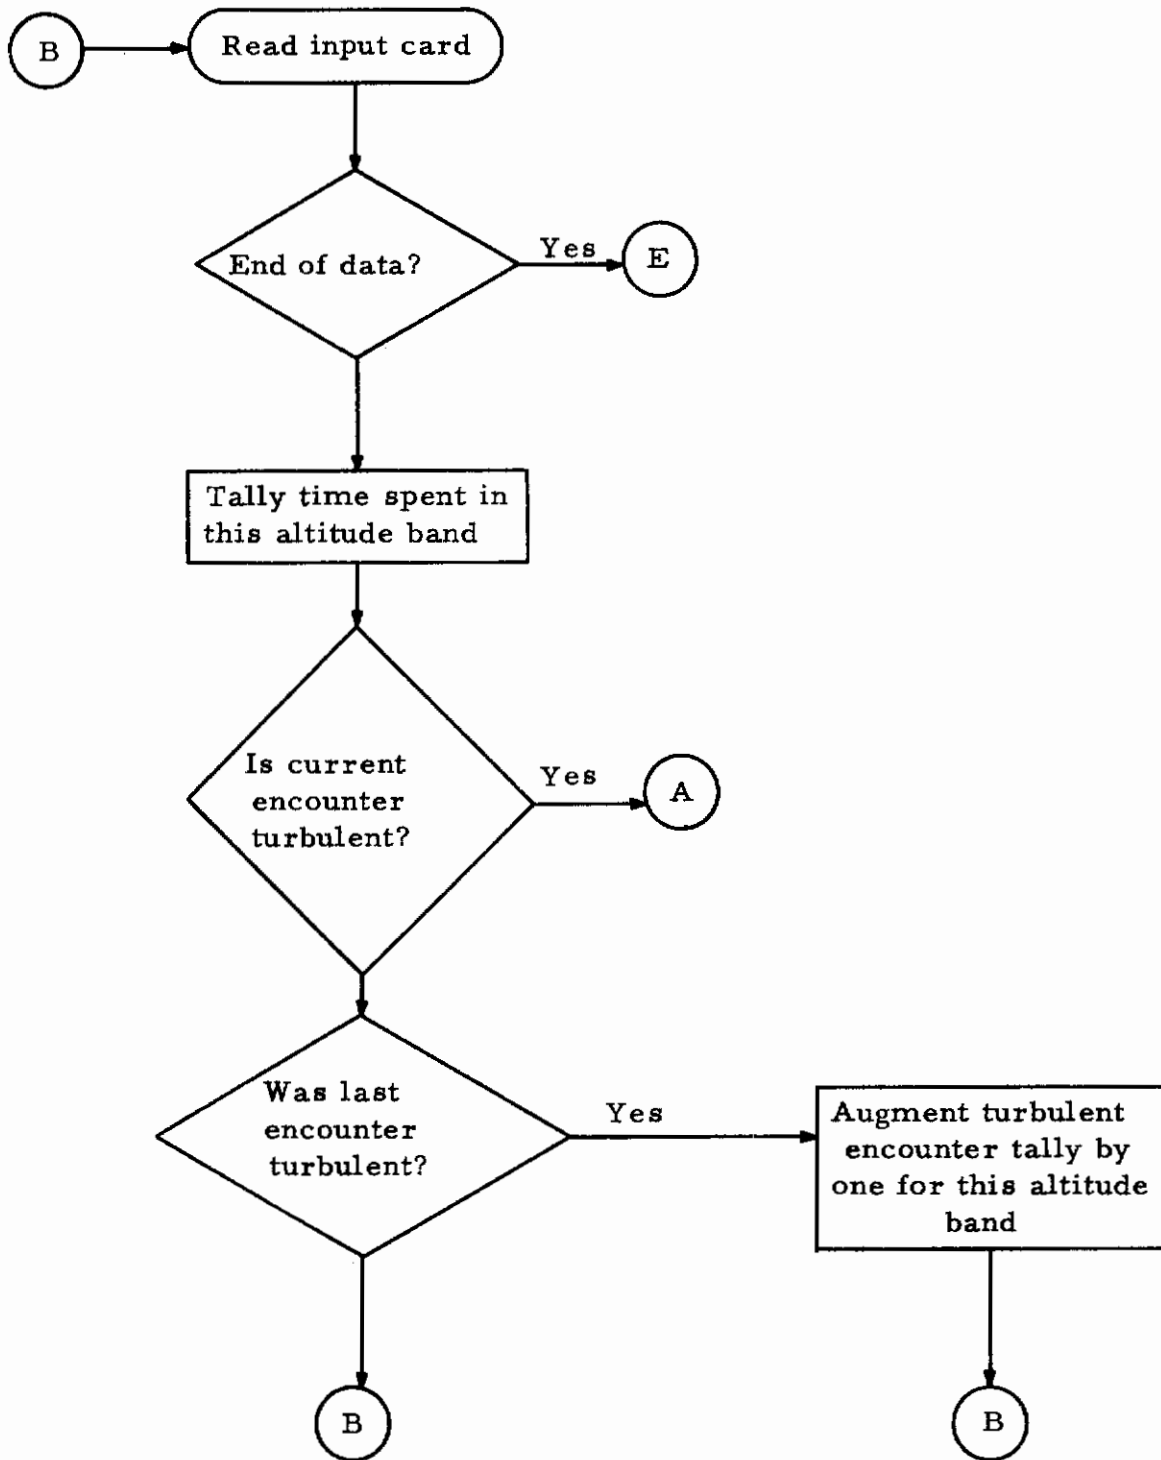 B
Read input card
End of data?
Yes
E
Tally time spent in
this altitude band
Is current
encounter
turbulent?
Yes
A
Was last
encounter
turbulent?
Yes
Augment turbulent
encounter tally by
one for this altitude
band
B
B